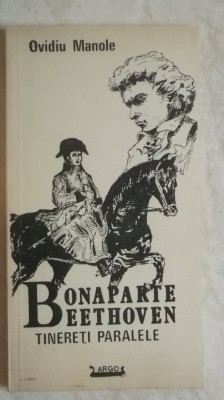 Ovidiu Manole
BONAPARTE
BEETHOVEN
TINEREȚI PARALELE
ARGO